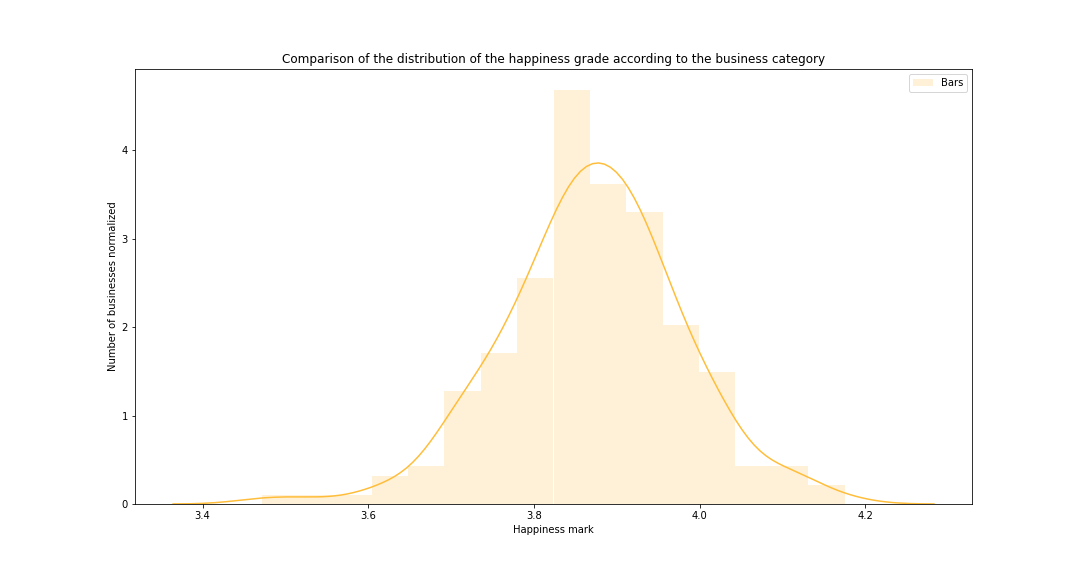 Comparison of the distribution of the happiness grade according to the business category
Bars
Number of businesses normalized
4
3
2
1
0
3.4 3.6 3.8 4.0 4.2
Happiness mark